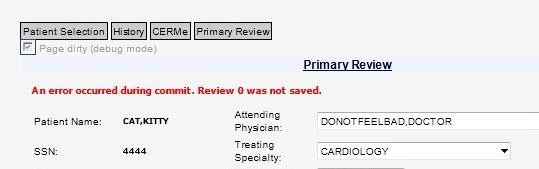 Patient Selection History CERMe Primary Review
Page dirty (debug mode)
Primary Review
An error occurred during commit. Review 0 was not saved.
Patient Name: CAT,KITTY Attending Physician: DONOTFEELBAD,DOCTOR
SSN: 4444 Treating Specialty: CARDIOLOGY